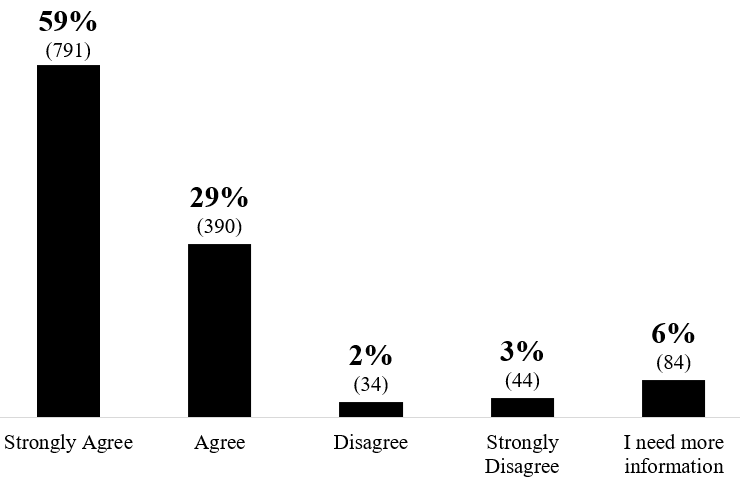 59%
(791)
29%
(390)
2%
(34)
3%
(44)
6%
(84)
Strongly Agree
Agree
Disagree
Strongly
Disagree
I need more
information